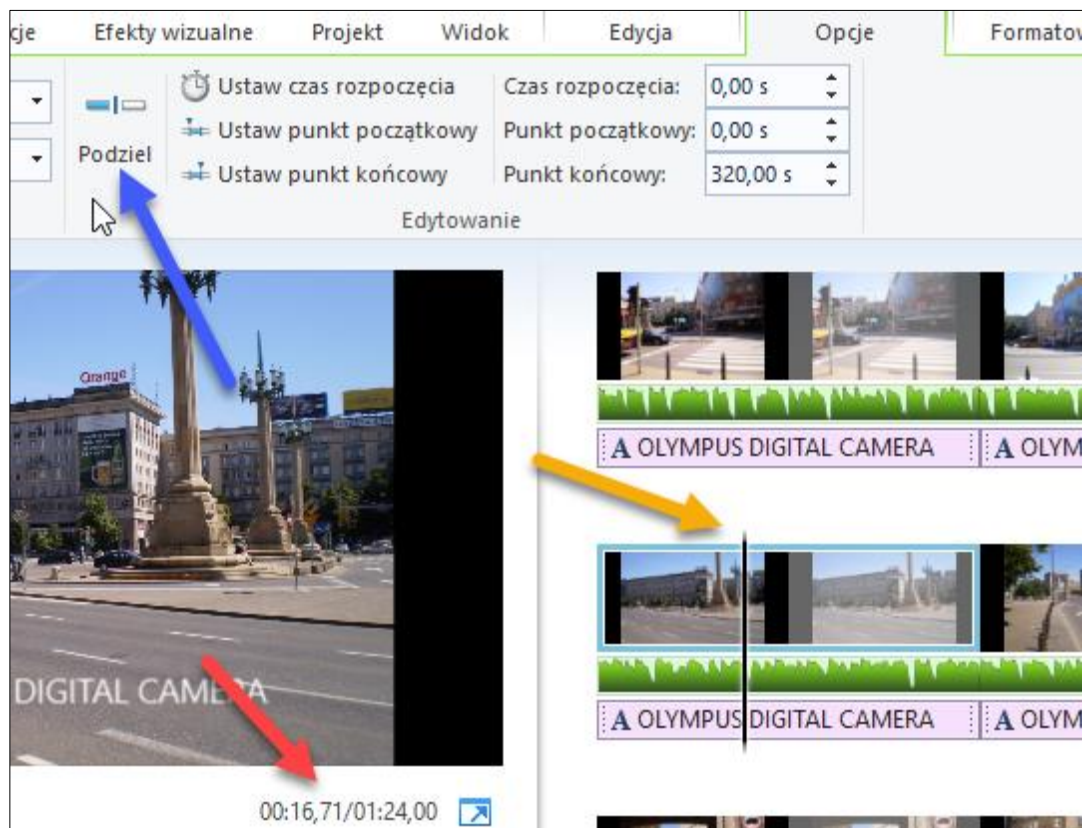 cje Efekty wizualne Projekt Widok Edycja Opcje Formatow
Podziel
Ustaw czas rozpoczęcia
Ustaw punkt początkowy
Ustaw punkt końcowy
Czas rozpoczęcia: 0,00 s
Punkt początkowy: 0,00 s
Punkt końcowy: 320,00 s
Edytowanie
Orange
DIGITAL CAMERA
00:16,71/01:24,00
A OLYMPUS DIGITAL CAMERA A OLYM
A OLYMPUS DIGITAL CAMERA A OLYM